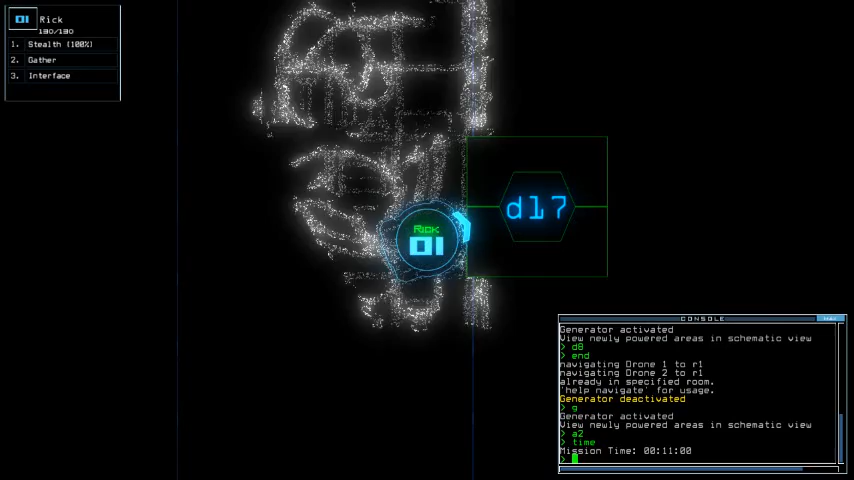 01 Rick
130/130
1. Stealth (100%)
2. Gather
3. Interface
d17
Rick
01
CONSOLE
Generator activated
View newly powered areas in schematic view
> d8
> end
navigating Drone 1 to r1
navigating Drone 2 to r1
already in specified room.
'help navigate' for usage.
Generator deactivated
> g
Generator activated
View newly powered areas in schematic view
> a2
> time
Mission Time: 00:11:00
>